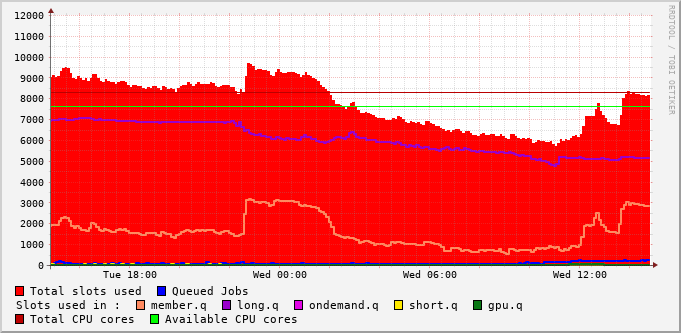 12000
11000
10000
9000
8000
7000
6000
5000
4000
3000
2000
1000
0
Tue 18:00 Wed 00:00 Wed 06:00 Wed 12:00
RRDTOOL / TOBI OETIKER
Total slots used Queued Jobs
Slots used in : member.q long.q ondemand.q short.q gpu.q
Total CPU cores Available CPU cores